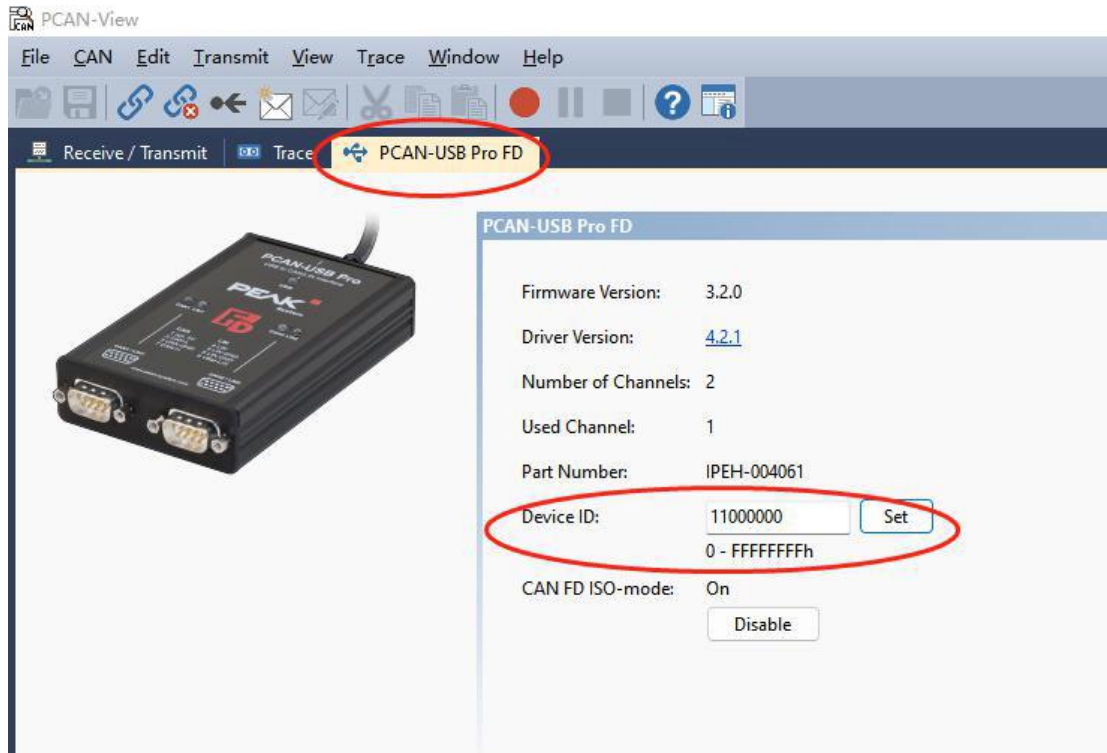 PCAN-View
File CAN Edit Transmit View Trace Window Help
Receive / Transmit Trace PCAN-USB Pro FD
PCAN-USB Pro FD
PCAN-USB Pro
PEAK
System
FD
Firmware Version: 3.2.0
Driver Version: 4.2.1
Number of Channels: 2
Used Channel: 1
Part Number: IPEH-004061
Device ID: 11000000 Set
0 - FFFFFFFFh
CAN FD ISO-mode: On
Disable